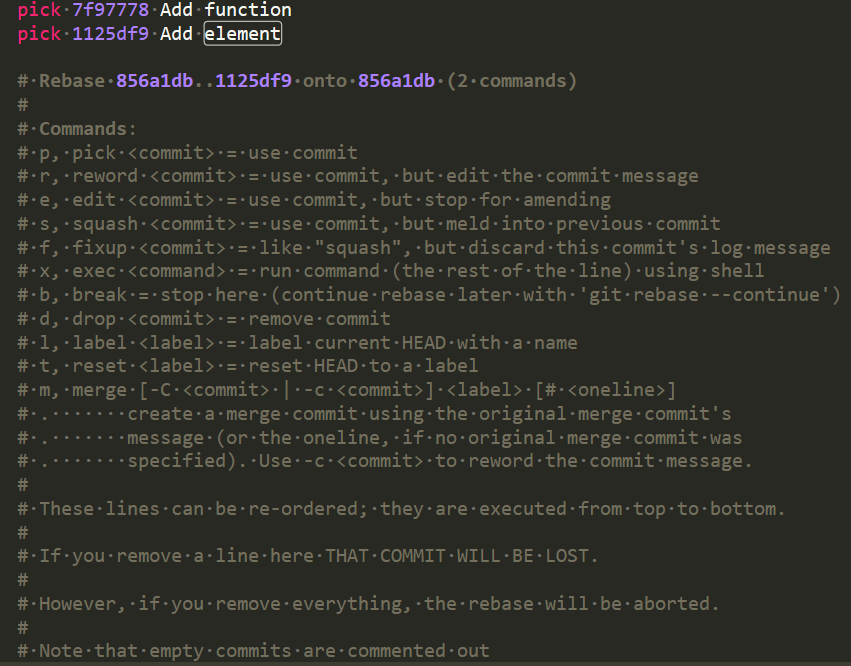 pick 7f97778 Add function
pick 1125df9 Add element
# Rebase 856a1db..1125df9 onto 856a1db (2 commands)
#
# Commands:
# p, pick <commit> = use commit
# r, reword <commit> = use commit, but edit the commit message
# e, edit <commit> = use commit, but stop for amending
# s, squash <commit> = use commit, but meld into previous commit
# f, fixup <commit> = like "squash", but discard this commit's log message
# x, exec <command> = run command (the rest of the line) using shell
# b, break = stop here (continue rebase later with 'git rebase --continue')
# d, drop <commit> = remove commit
# l, label <label> = label current HEAD with a name
# t, reset <label> = reset HEAD to a label
# m, merge [-C <commit> | -c <commit>] <label> [# <oneline>]
# .       create a merge commit using the original merge commit's
# .       message (or the oneline, if no original merge commit was
# .       specified). Use -c <commit> to reword the commit message.
#
# These lines can be re-ordered; they are executed from top to bottom.
#
# If you remove a line here THAT COMMIT WILL BE LOST.
#
# However, if you remove everything, the rebase will be aborted.
#
# Note that empty commits are commented out